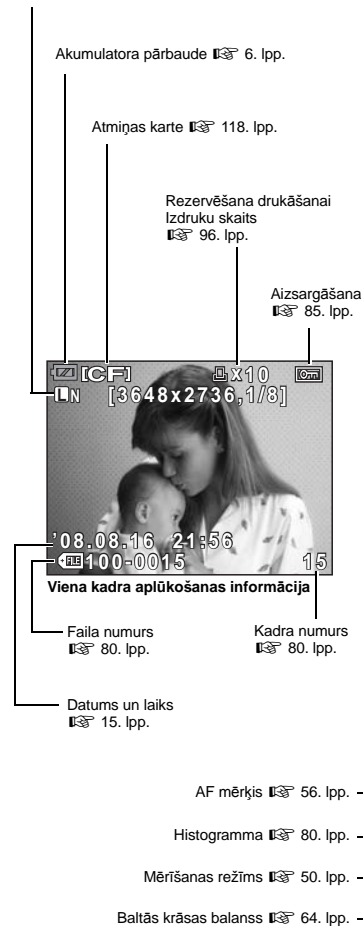 Akumulatora pārbaude ☞ 6. lpp.
Atmiņas karte ☞ 118. lpp.
Rezervēšana drukāšanai
Izdruku skaits
☞ 96. lpp.
Aizsargāšana
☞ 85. lpp.
[CF] X10
L N [3648x2736,1/8]
'08.08.16 21:56
FILE 100-0015 15
Viena kadra aplūkošanas informācija
Faila numurs
☞ 80. lpp.
Kadra numurs
☞ 80. lpp.
Datums un laiks
☞ 15. lpp.
AF mērķis ☞ 56. lpp.
Histogramma ☞ 80. lpp.
Mērīšanas režīms ☞ 50. lpp.
Baltās krāsas balanss ☞ 64. lpp.